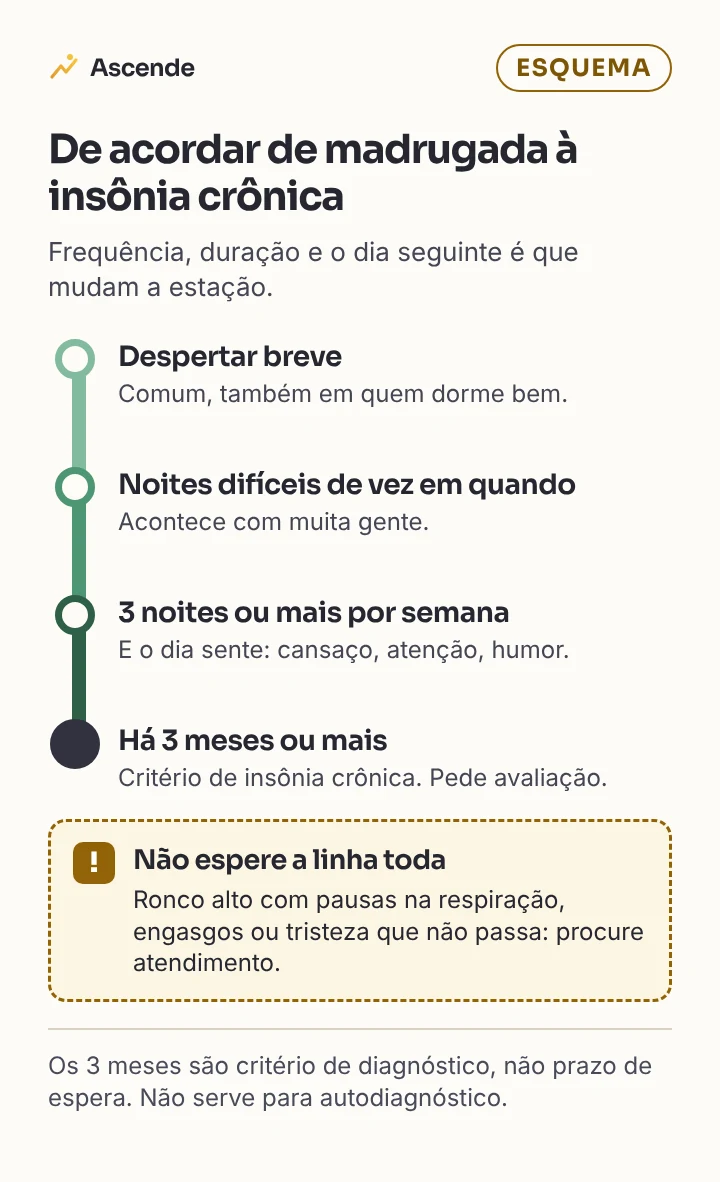 Ascende
ESQUEMA
De acordar de madrugada à
insônia crônica
Frequência, duração e o dia seguinte é que
mudam a estação.
Despertar breve
Comum, também em quem dorme bem.
Noites difíceis de vez em quando
Acontece com muita gente.
3 noites ou mais por semana
E o dia sente: cansaço, atenção, humor.
Há 3 meses ou mais
Critério de insônia crônica. Pede avaliação.
!
Não espere a linha toda
Ronco alto com pausas na respiração,
engasgos ou tristeza que não passa: procure
atendimento.
Os 3 meses são critério de diagnóstico, não prazo de
espera. Não serve para autodiagnóstico.